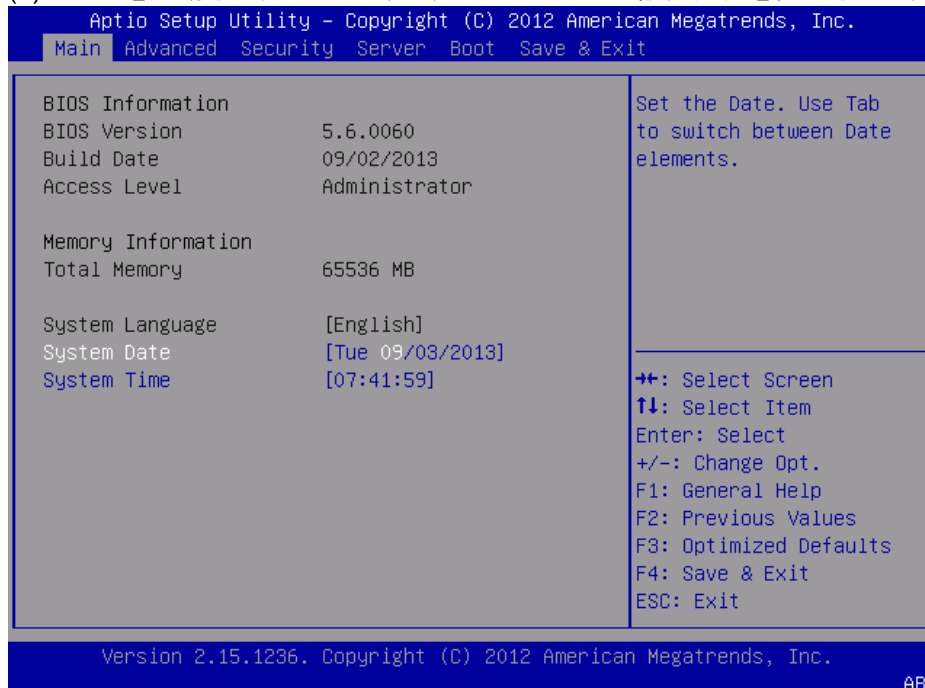 Aptio Setup Utility – Copyright (C) 2012 American Megatrends, Inc.
Main Advanced Security Server Boot Save & Exit
BIOS Information
BIOS Version 5.6.0060
Build Date 09/02/2013
Access Level Administrator
Memory Information
Total Memory 65536 MB
System Language [English]
System Date [Tue 09/03/2013]
System Time [07:41:59]
Set the Date. Use Tab
to switch between Date
elements.
→←: Select Screen
↑↓: Select Item
Enter: Select
+/-: Change Opt.
F1: General Help
F2: Previous Values
F3: Optimized Defaults
F4: Save & Exit
ESC: Exit
Version 2.15.1236. Copyright (C) 2012 American Megatrends, Inc.
AB